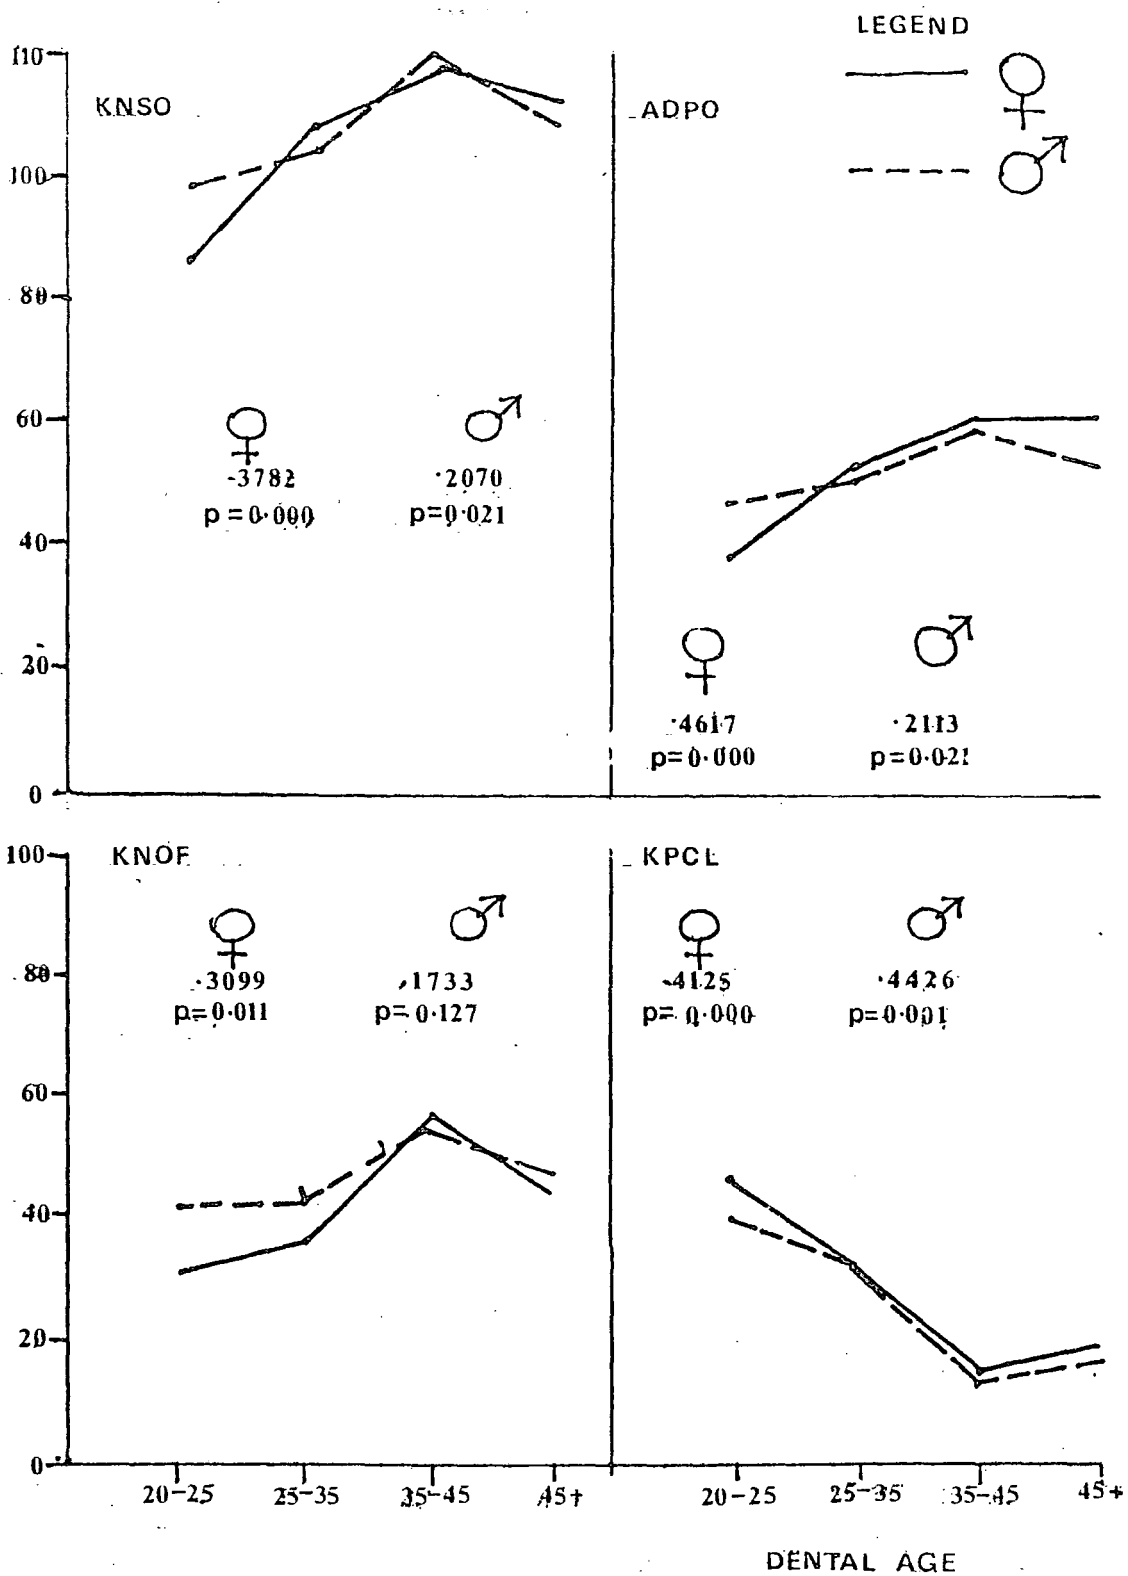 LEGEND
♀
♂
110
100
80
60
40
20
0
KNSO
♀ ♂
·3782 ·2070
p=0·000 p=0·021
ADPO
♀ ♂
·4617 ·2113
p=0·000 p=0·021
100
80
60
40
20
0
KNOF
♀ ♂
·3099 ·1733
p=0·011 p=0·127
KPCL
♀ ♂
·4125 ·4426
p=0·000 p=0·001
20-25 25-35 35-45 45+
20-25 25-35 35-45 45+
DENTAL AGE